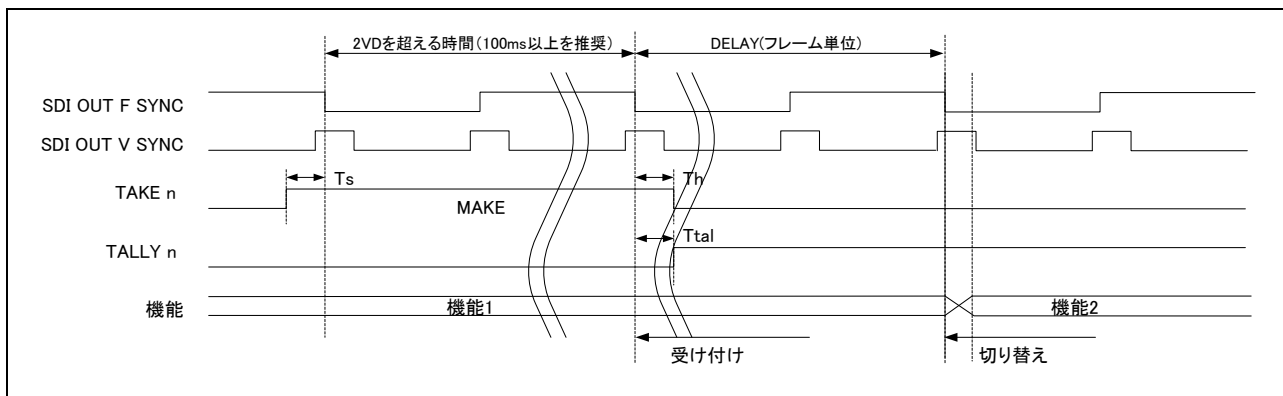 2VDを超える時間(100ms以上を推奨)
DELAY(フレーム単位)
SDI OUT F SYNC
SDI OUT V SYNC
Ts
Th
TAKE n
MAKE
Ttal
TALLY n
機能
機能1
機能2
受け付け
切り替え